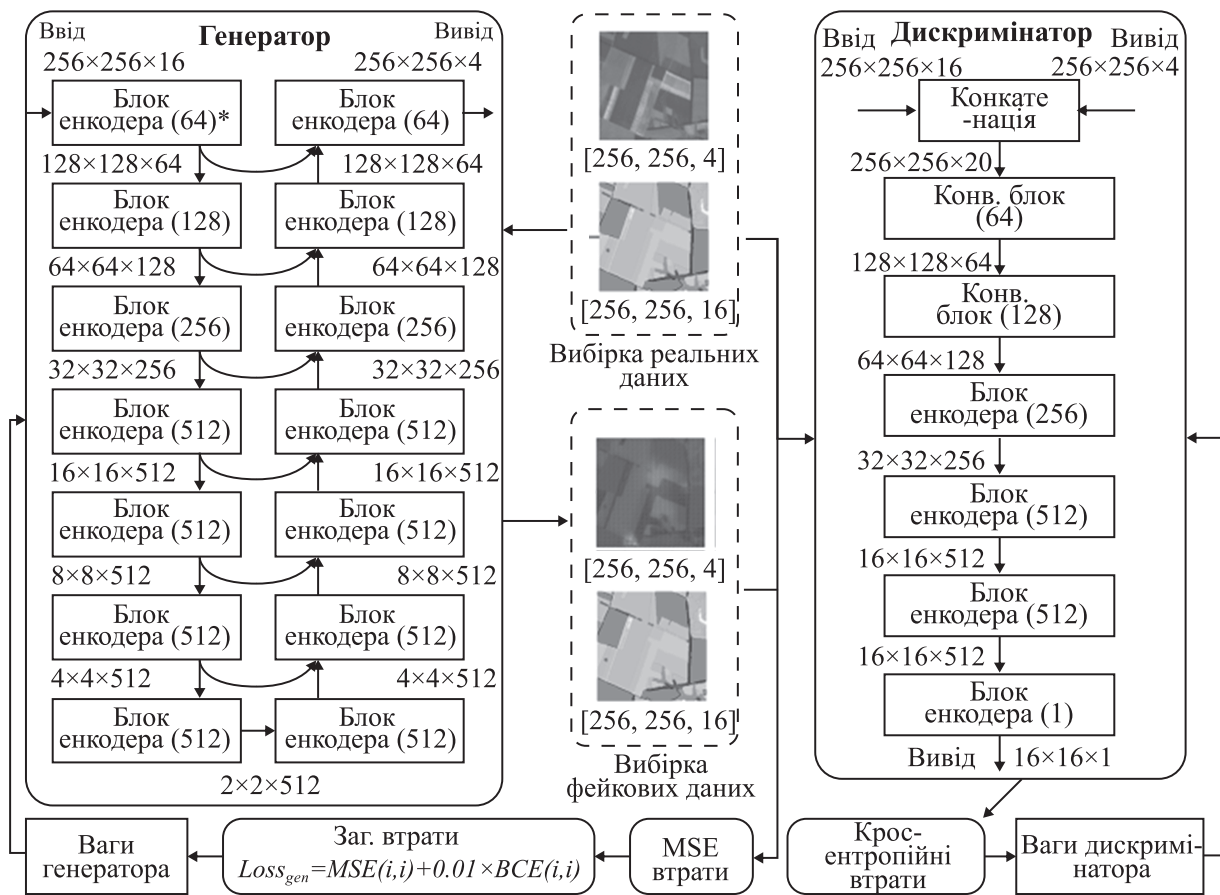 Ввід
Генератор
Вивід
256×256×16
256×256×4
Блок
енкодера (64)*
Блок
енкодера (64)
128×128×64
128×128×64
Блок
енкодера (128)
Блок
енкодера (128)
64×64×128
64×64×128
Блок
енкодера (256)
Блок
енкодера (256)
32×32×256
32×32×256
Блок
енкодера (512)
Блок
енкодера (512)
16×16×512
16×16×512
Блок
енкодера (512)
Блок
енкодера (512)
8×8×512
8×8×512
Блок
енкодера (512)
Блок
енкодера (512)
4×4×512
4×4×512
Блок
енкодера (512)
Блок
енкодера (512)
2×2×512
[256, 256, 4]
[256, 256, 16]
Вибірка реальних
даних
[256, 256, 4]
[256, 256, 16]
Вибірка
фейкових даних
Ввід
Дискримінатор
Вивід
256×256×16
256×256×4
Конкате
-нація
256×256×20
Конв. блок
(64)
128×128×64
Конв.
блок (128)
64×64×128
Блок
енкодера (256)
32×32×256
Блок
енкодера (512)
16×16×512
Блок
енкодера (512)
16×16×512
Блок
енкодера (1)
Вивід
16×16×1
Ваги
генератора
Заг. втрати
Loss_gen=MSE(i,i)+0.01×BCE(i,i)
MSE
втрати
Крос-
ентропійні
втрати
Ваги дискримі-
натора